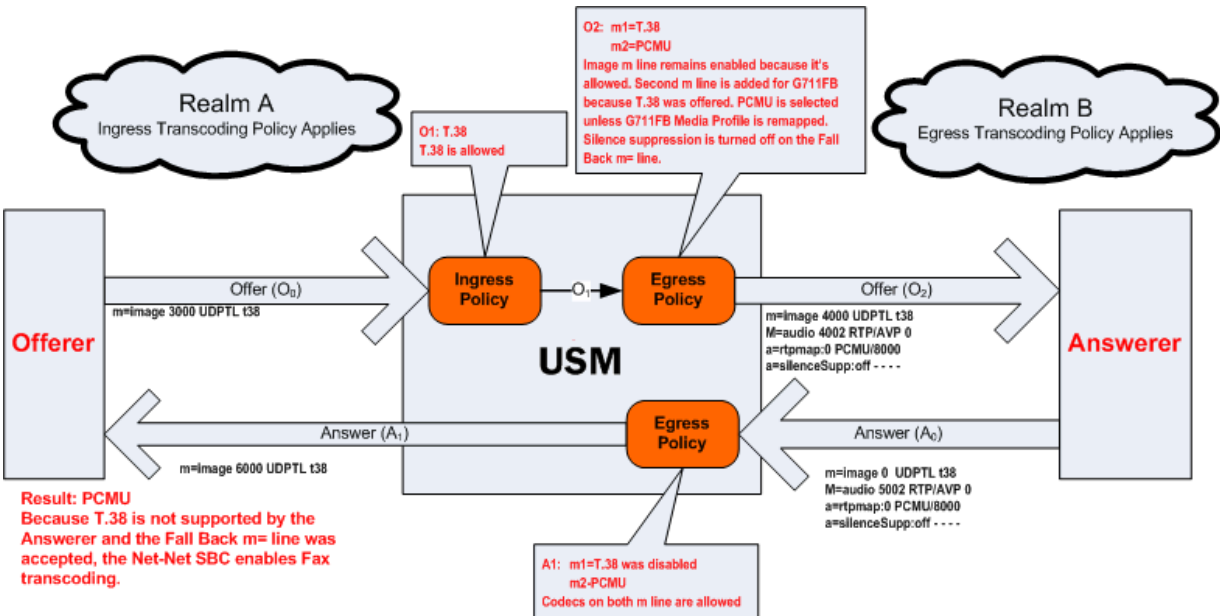 Realm A
Ingress Transcoding Policy Applies
O1: T.38
T.38 is allowed
O2: m1=T.38
m2=PCMU
Image m line remains enabled because it's
allowed. Second m line is added for G711FB
because T.38 was offered. PCMU is selected
unless G711FB Media Profile is remapped.
Silence suppression is turned off on the Fall
Back m= line.
Realm B
Egress Transcoding Policy Applies
Offerer
Offer (O0)
m=image 3000 UDPTL t38
Ingress
Policy
O1
Egress
Policy
USM
Offer (O2)
m=image 4000 UDPTL t38
M=audio 4002 RTP/AVP 0
a=rtpmap:0 PCMU/8000
a=silenceSupp:off - - - -
Answerer
Answer (A1)
m=image 6000 UDPTL t38
Egress
Policy
Answer (A0)
m=image 0 UDPTL t38
M=audio 5002 RTP/AVP 0
a=rtpmap:0 PCMU/8000
a=silenceSupp:off - - - -
Result: PCMU
Because T.38 is not supported by the
Answerer and the Fall Back m= line was
accepted, the Net-Net SBC enables Fax
transcoding.
A1: m1=T.38 was disabled
m2-PCMU
Codecs on both m line are allowed